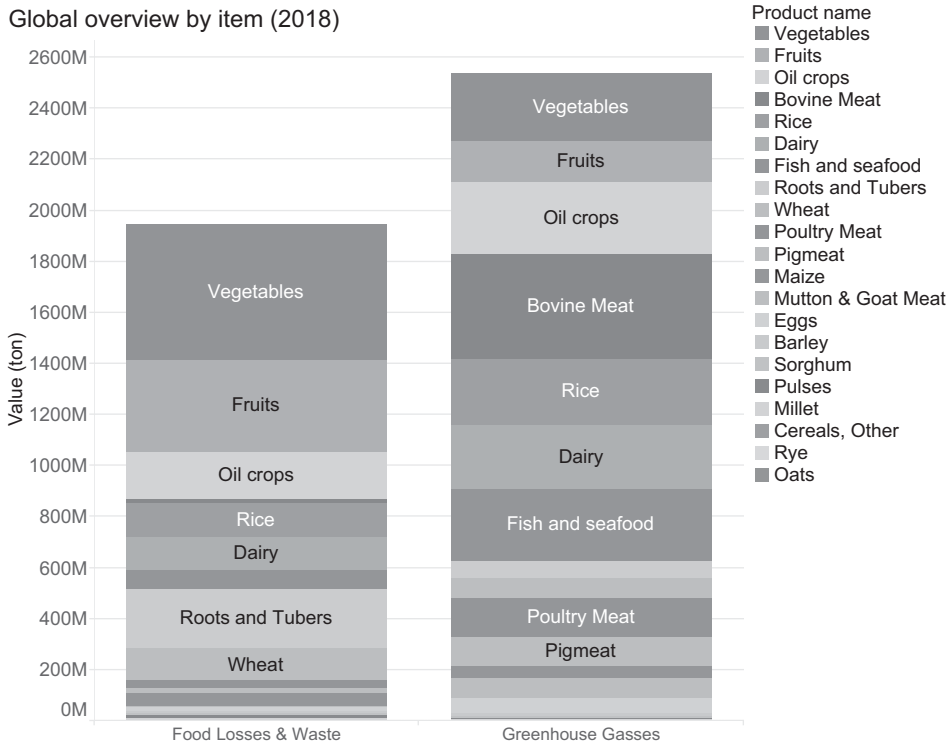 Global overview by item (2018)
Value (ton)
2600M
2400M
2200M
2000M
1800M
1600M
1400M
1200M
1000M
800M
600M
400M
200M
0M
Vegetables
Fruits
Oil crops
Rice
Dairy
Roots and Tubers
Wheat
Food Losses & Waste
Vegetables
Fruits
Oil crops
Bovine Meat
Rice
Dairy
Fish and seafood
Poultry Meat
Pigmeat
Greenhouse Gasses
Product name
Vegetables
Fruits
Oil crops
Bovine Meat
Rice
Dairy
Fish and seafood
Roots and Tubers
Wheat
Poultry Meat
Pigmeat
Maize
Mutton & Goat Meat
Eggs
Barley
Sorghum
Pulses
Millet
Cereals, Other
Rye
Oats